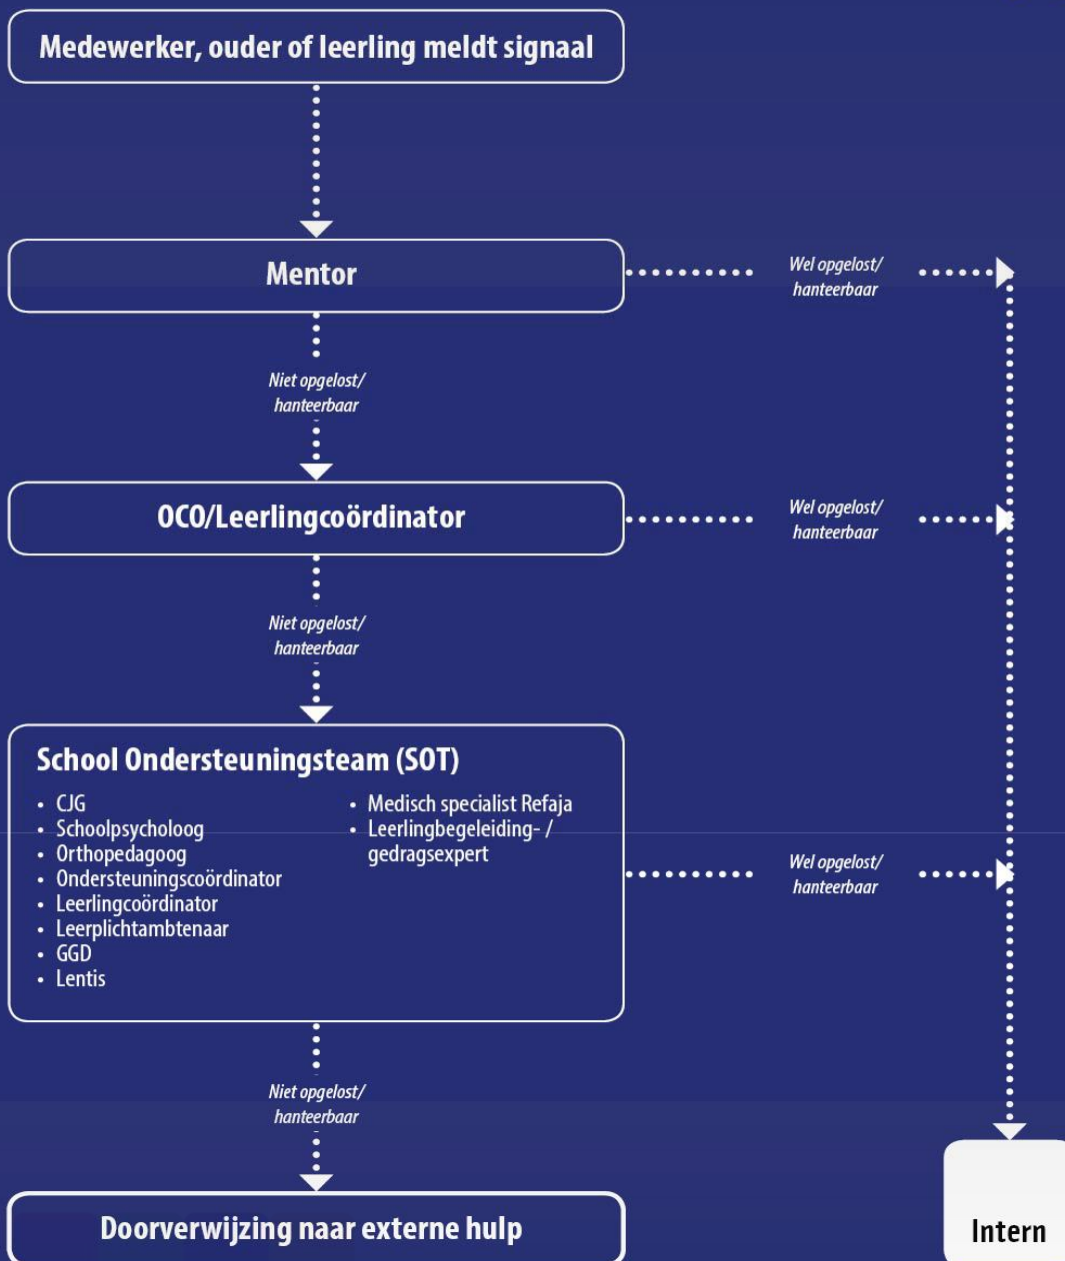 Medewerker, ouder of leerling meldt signaal
Mentor
Wel opgelost/
hanteerbaar
Niet opgelost/
hanteerbaar
OCO/Leerlingcoördinator
Wel opgelost/
hanteerbaar
Niet opgelost/
hanteerbaar
School Ondersteuningsteam (SOT)
• CJG
• Schoolpsycholoog
• Orthopedagoog
• Ondersteuningscoördinator
• Leerlingcoördinator
• Leerplichtambtenaar
• GGD
• Lentis
• Medisch specialist Refaja
• Leerlingbegeleiding- /
gedragsexpert
Wel opgelost/
hanteerbaar
Niet opgelost/
hanteerbaar
Doorverwijzing naar externe hulp
Intern